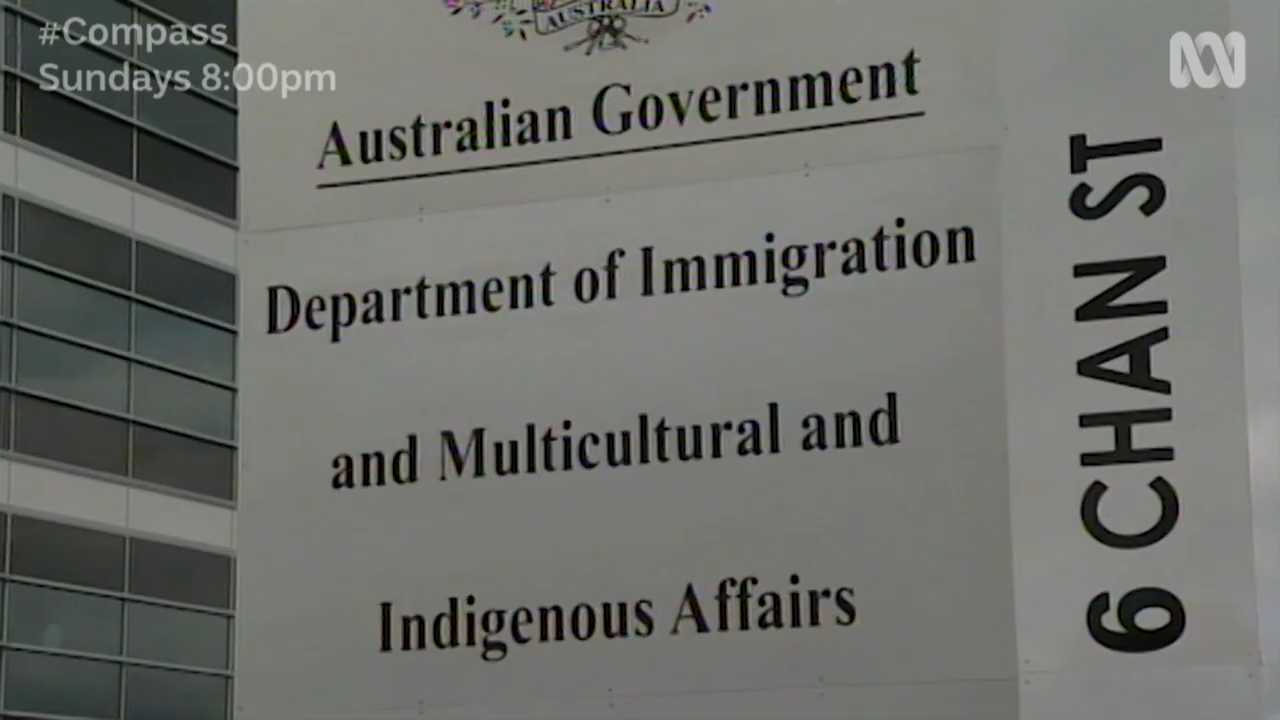 #Compass
Sundays 8:00pm
AUSTRALIA
Australian Government
Department of Immigration
and Multicultural and
Indigenous Affairs
6 CHAN ST